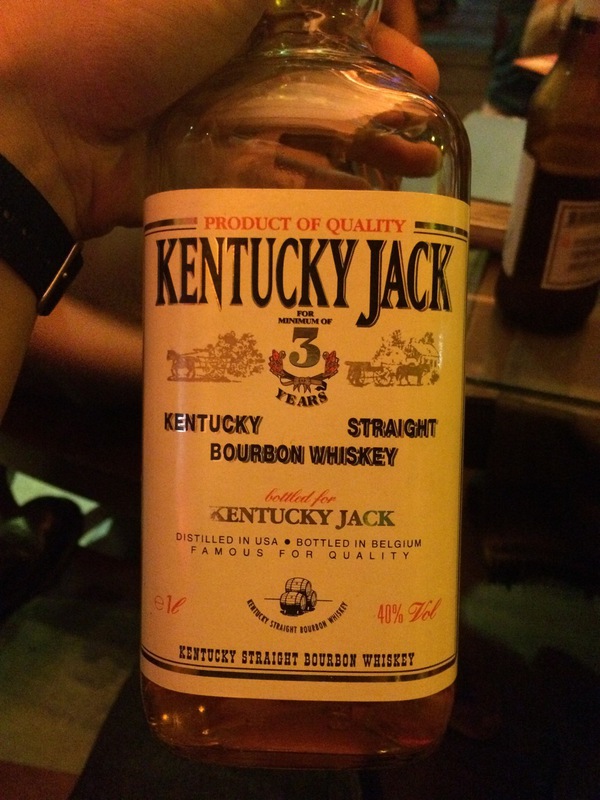 PRODUCT OF QUALITY
KENTUCKY JACK
FOR
MINIMUM OF
3
YEARS
KENTUCKY STRAIGHT
BOURBON WHISKEY
bottled for
KENTUCKY JACK
DISTILLED IN USA ● BOTTLED IN BELGIUM
FAMOUS FOR QUALITY
℮ 1ℓ
KENTUCKY STRAIGHT BOURBON WHISKEY
40% Vol
KENTUCKY STRAIGHT BOURBON WHISKEY